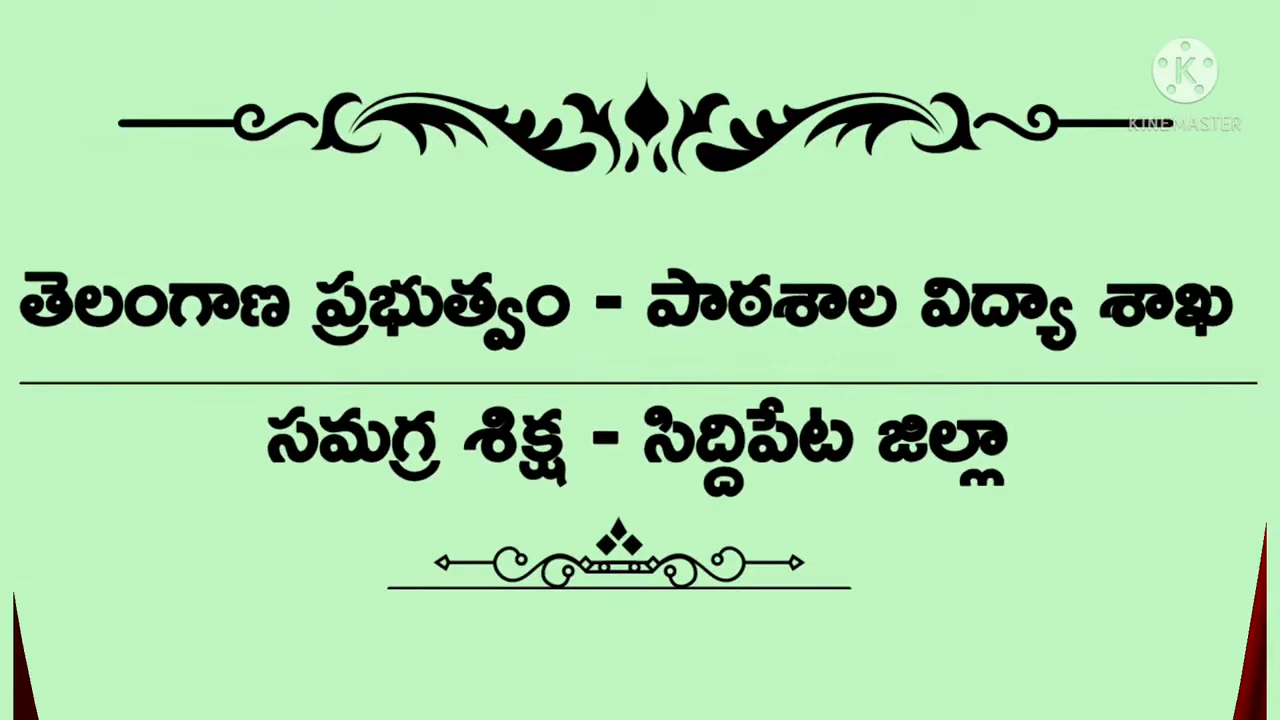 K
KINEMASTER
తెలంగాణ ప్రభుత్వం - పాఠశాల విద్యా శాఖ
సమగ్ర శిక్ష - సిద్దిపేట జిల్లా